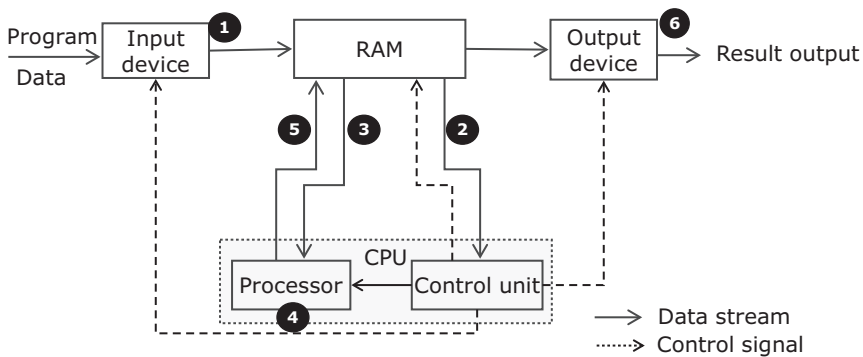 Program
Data
Input
device
1
RAM
Output
device
6
Result output
5
3
2
CPU
Processor
Control unit
4
Data stream
Control signal